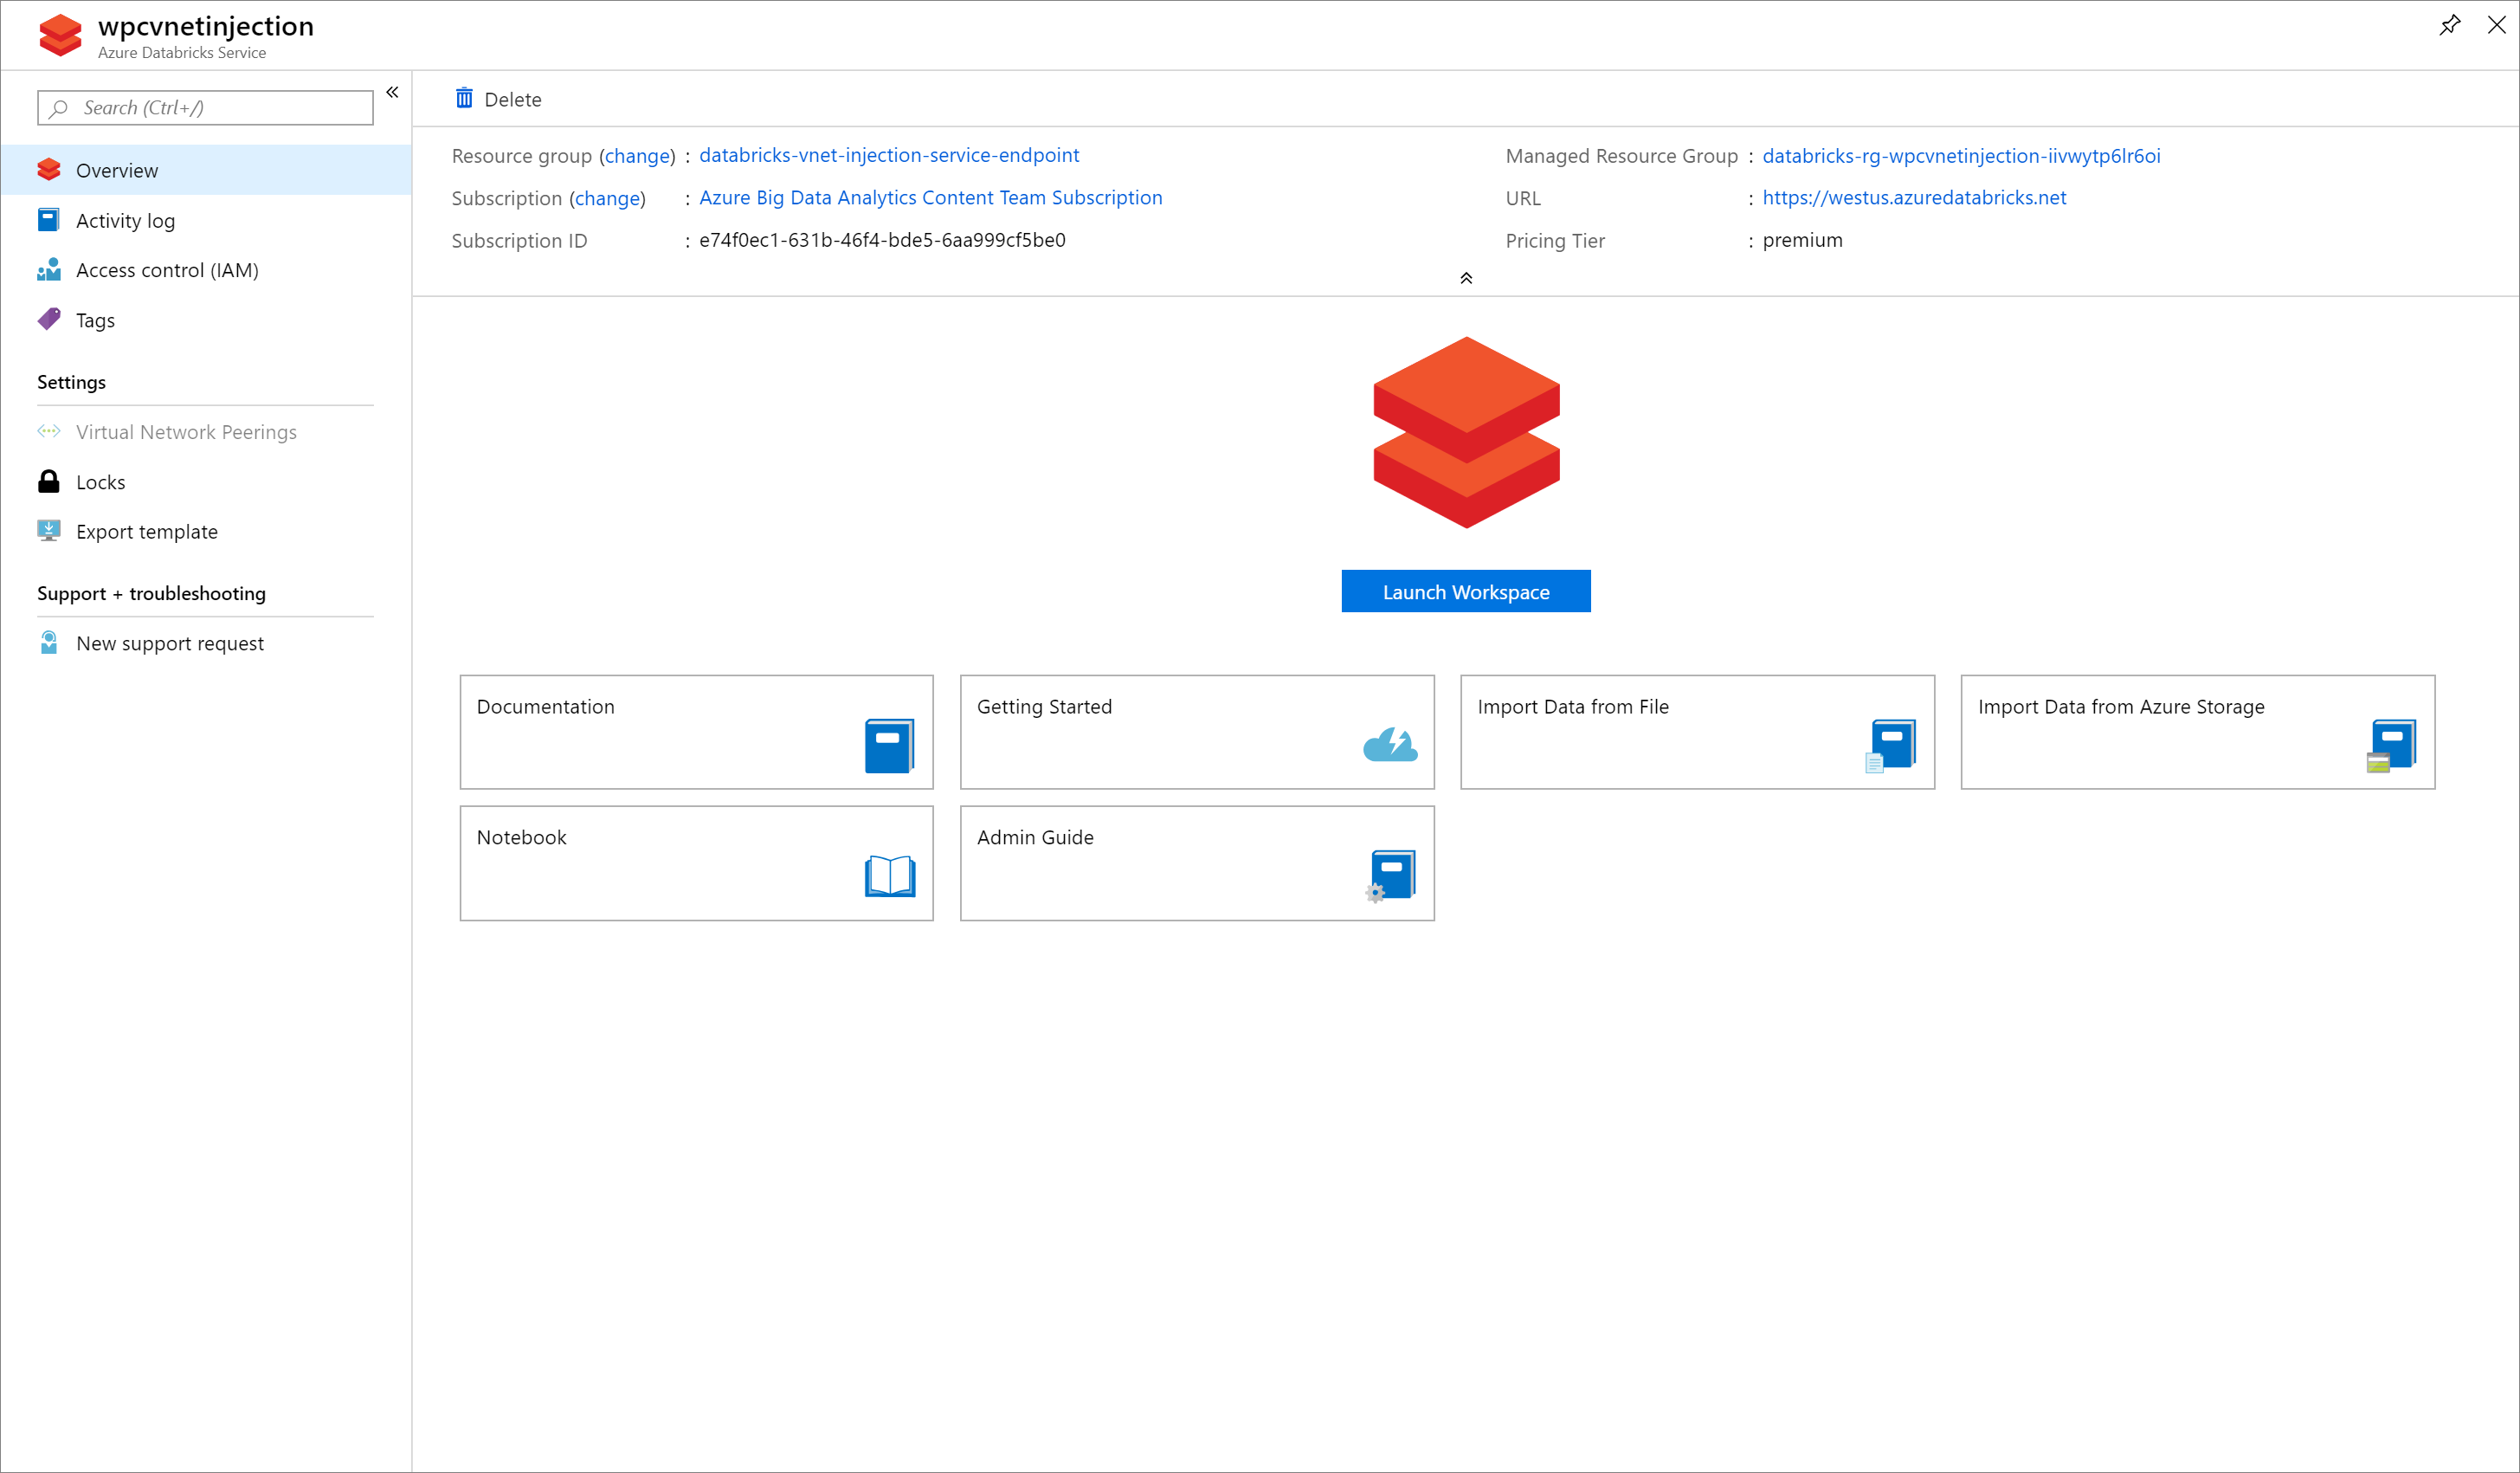 wpcvnetinjection
Azure Databricks Service
Search (Ctrl+/)
Overview
Activity log
Access control (IAM)
Tags
Settings
Virtual Network Peerings
Locks
Export template
Support + troubleshooting
New support request
Delete
Resource group (change) : databricks-vnet-injection-service-endpoint
Subscription (change) : Azure Big Data Analytics Content Team Subscription
Subscription ID : e74f0ec1-631b-46f4-bde5-6aa999cf5be0
Managed Resource Group : databricks-rg-wpcvnetinjection-iivwytp6lr6oi
URL : https://westus.azuredatabricks.net
Pricing Tier : premium
Launch Workspace
Documentation
Getting Started
Import Data from File
Import Data from Azure Storage
Notebook
Admin Guide